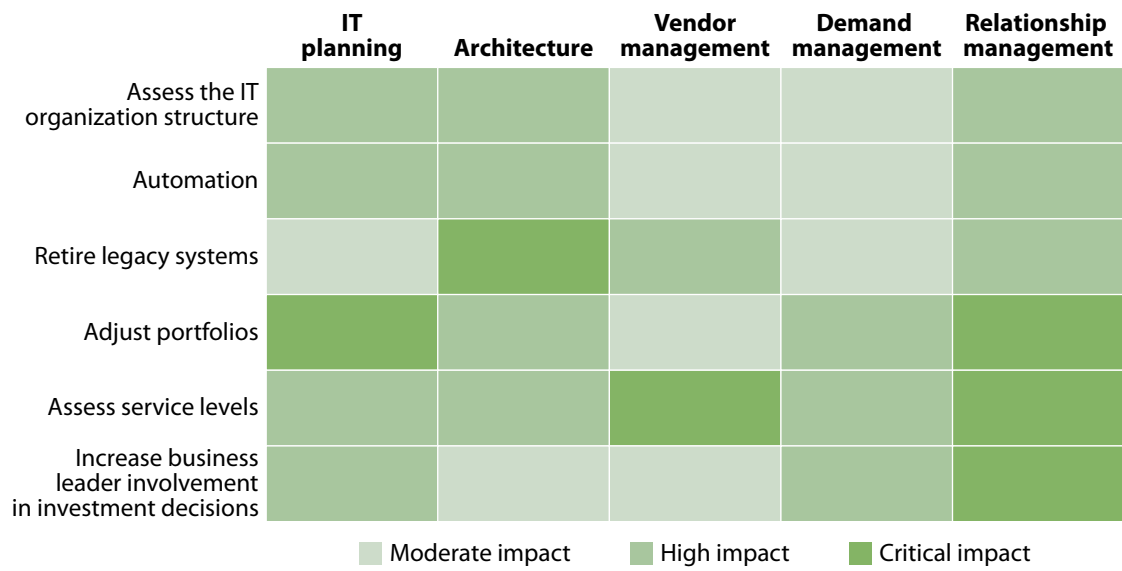 IT
planning
Architecture
Vendor
management
Demand
management
Relationship
management
Assess the IT
organization structure
Automation
Retire legacy systems
Adjust portfolios
Assess service levels
Increase business
leader involvement
in investment decisions
Moderate impact
High impact
Critical impact